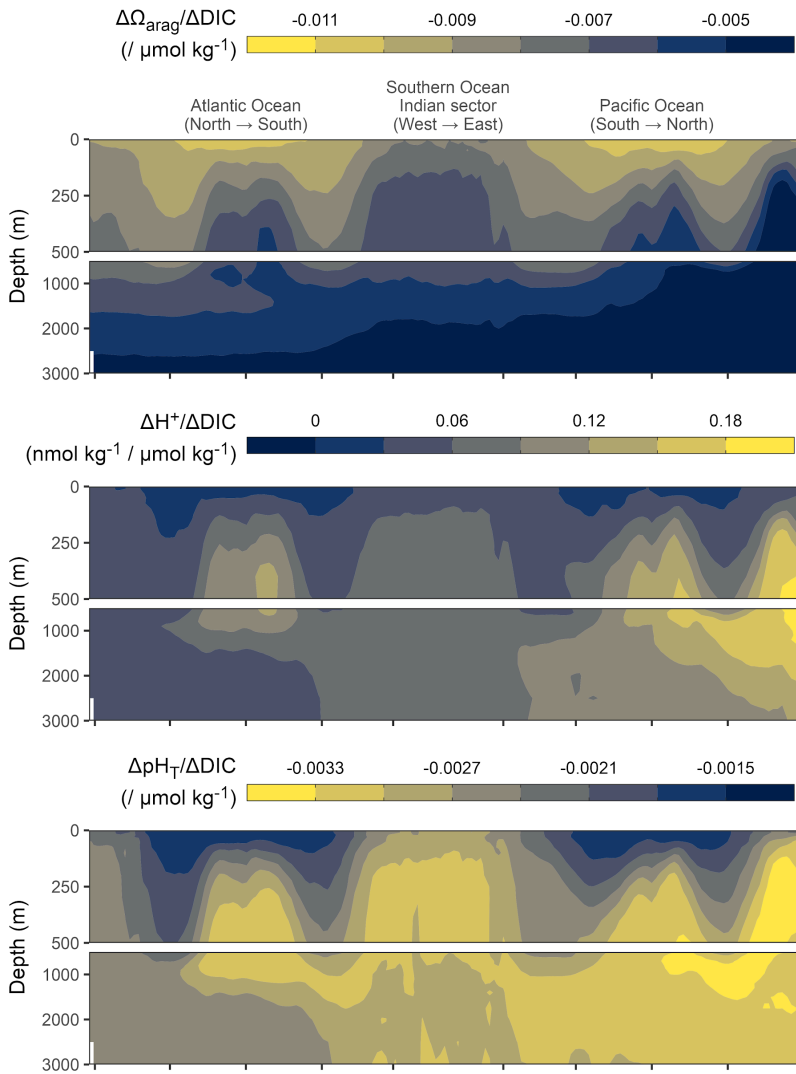 ΔΩarag/ΔDIC
(/ μmol kg-1)
-0.011 -0.009 -0.007 -0.005
Atlantic Ocean
(North → South)
Southern Ocean
Indian sector
(West → East)
Pacific Ocean
(South → North)
Depth (m)
0
250
500
Depth (m)
1000
2000
3000
ΔH+/ΔDIC
(nmol kg-1 / μmol kg-1)
0 0.06 0.12 0.18
Depth (m)
0
250
500
Depth (m)
1000
2000
3000
ΔpHT/ΔDIC
(/ μmol kg-1)
-0.0033 -0.0027 -0.0021 -0.0015
Depth (m)
0
250
500
Depth (m)
1000
2000
3000